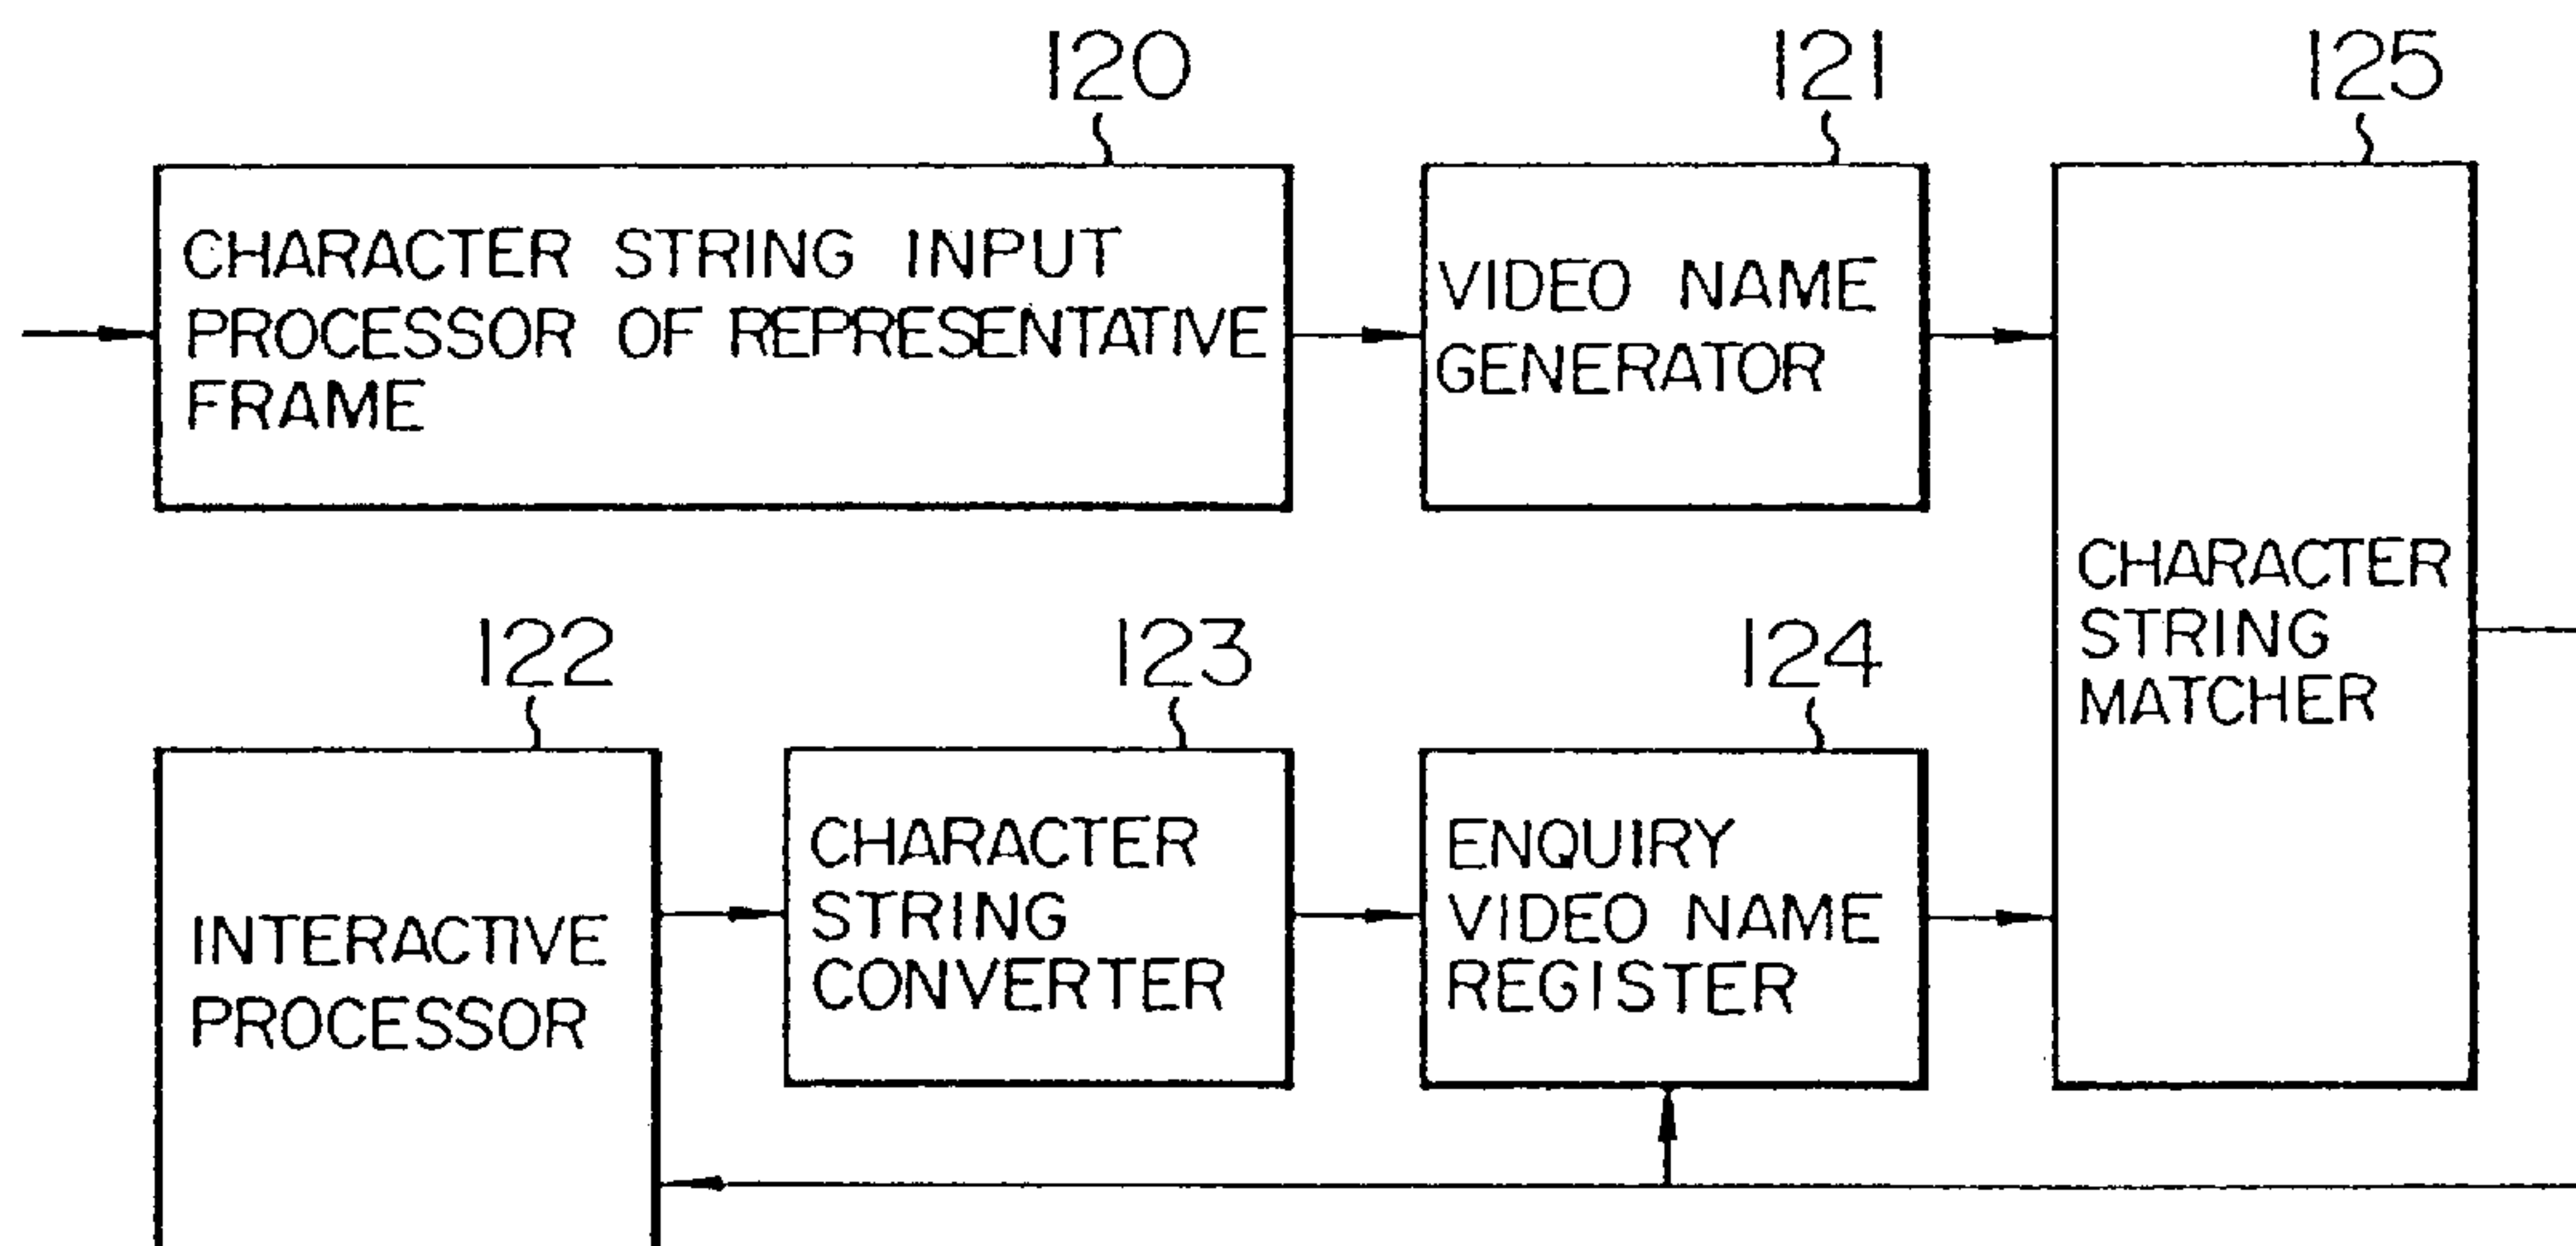 120
121
125
CHARACTER STRING INPUT
PROCESSOR OF REPRESENTATIVE
FRAME
VIDEO NAME
GENERATOR
CHARACTER
STRING
MATCHER
122
123
124
INTERACTIVE
PROCESSOR
CHARACTER
STRING
CONVERTER
ENQUIRY
VIDEO NAME
REGISTER